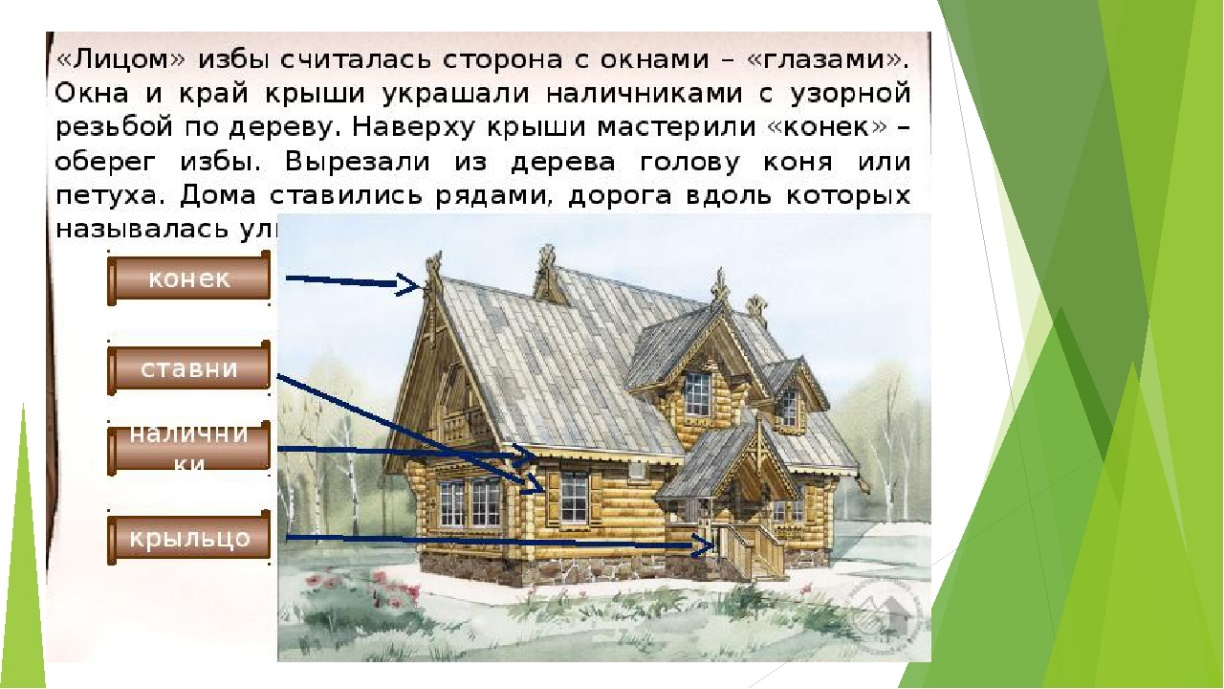 «Лицом» избы считалась сторона с окнами – «глазами».
Окна и край крыши украшали наличниками с узорной
резьбой по дереву. Наверху крыши мастерили «конек» –
оберег избы. Вырезали из дерева голову коня или
петуха. Дома ставились рядами, дорога вдоль которых
называлась
конек
ставни
налични
ки
крыльцо